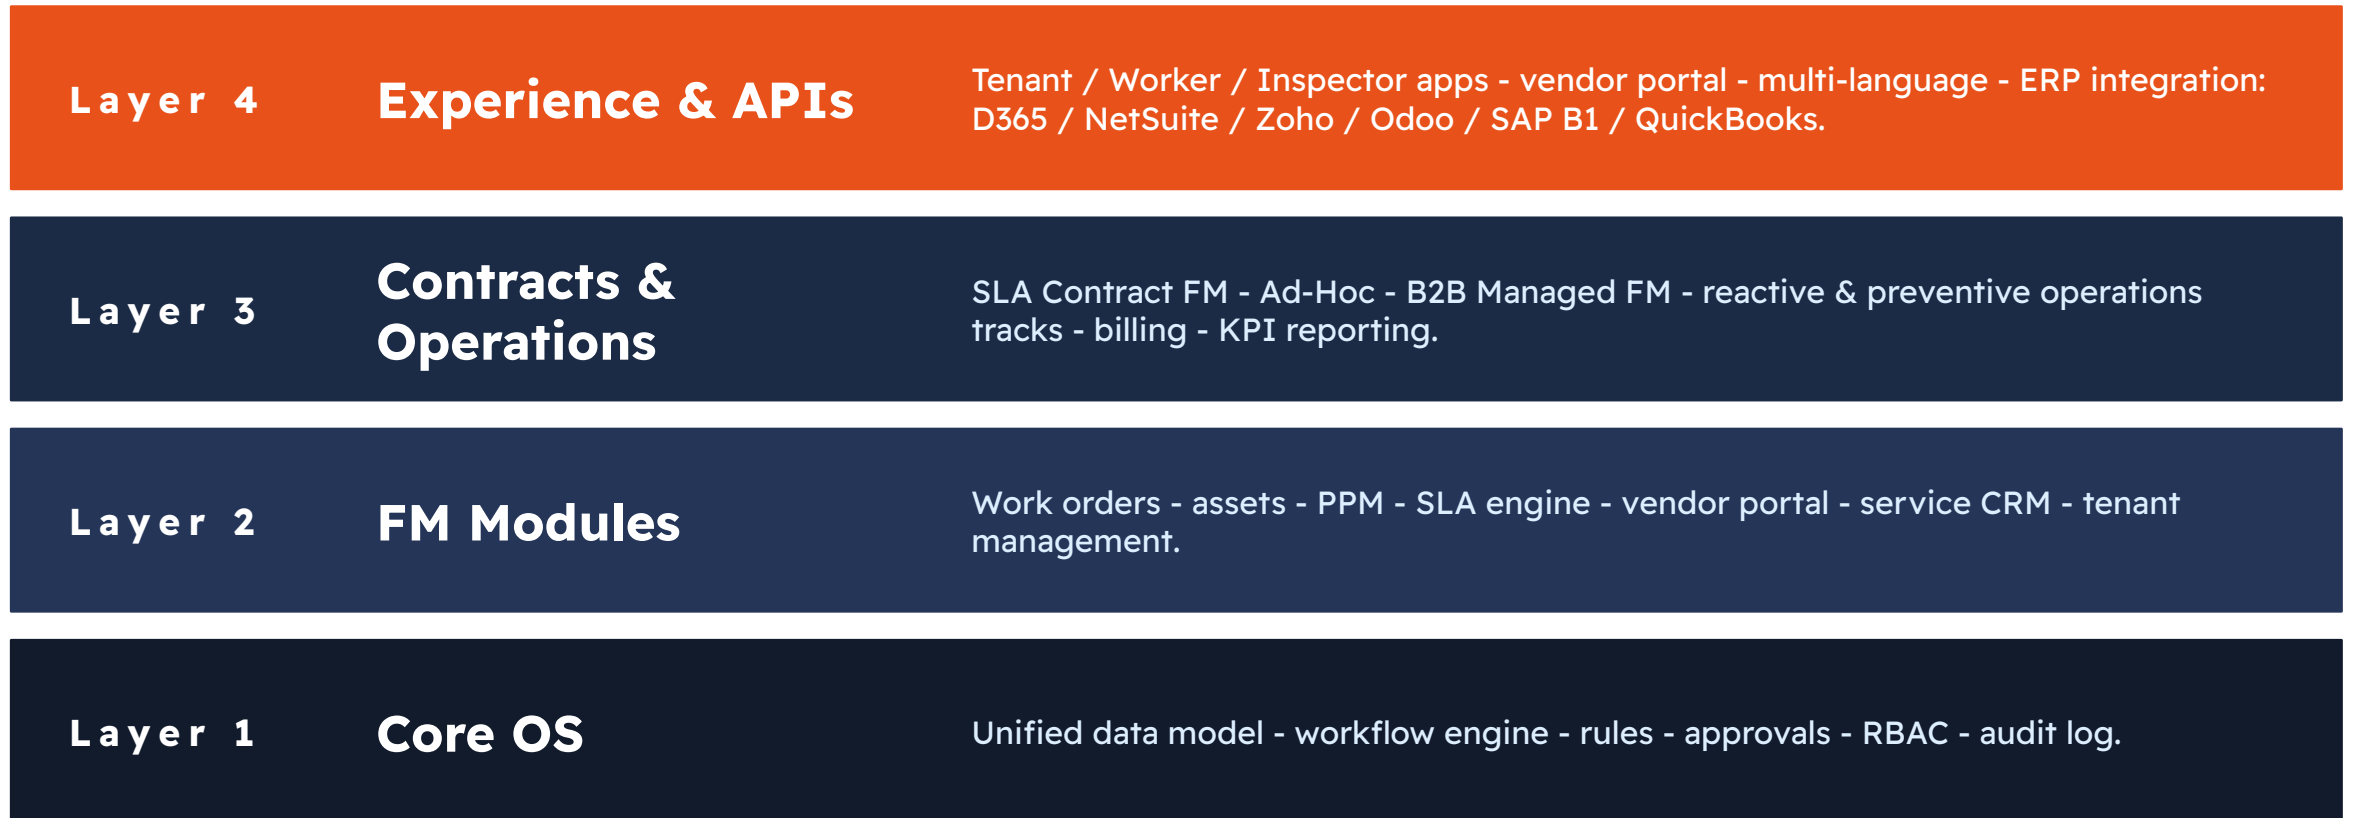 Layer 4
Experience & APIs
Tenant / Worker / Inspector apps - vendor portal - multi-language - ERP integration:
D365 / NetSuite / Zoho / Odoo / SAP B1 / QuickBooks.
Layer 3
Contracts &
Operations
SLA Contract FM - Ad-Hoc - B2B Managed FM - reactive & preventive operations
tracks - billing - KPI reporting.
Layer 2
FM Modules
Work orders - assets - PPM - SLA engine - vendor portal - service CRM - tenant
management.
Layer 1
Core OS
Unified data model - workflow engine - rules - approvals - RBAC - audit log.